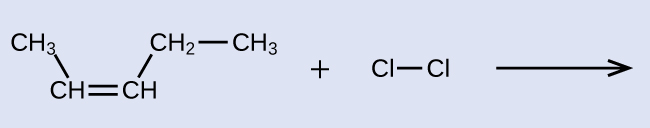 CH₃ CH₂—CH₃
CH=CH + Cl—Cl ⟶